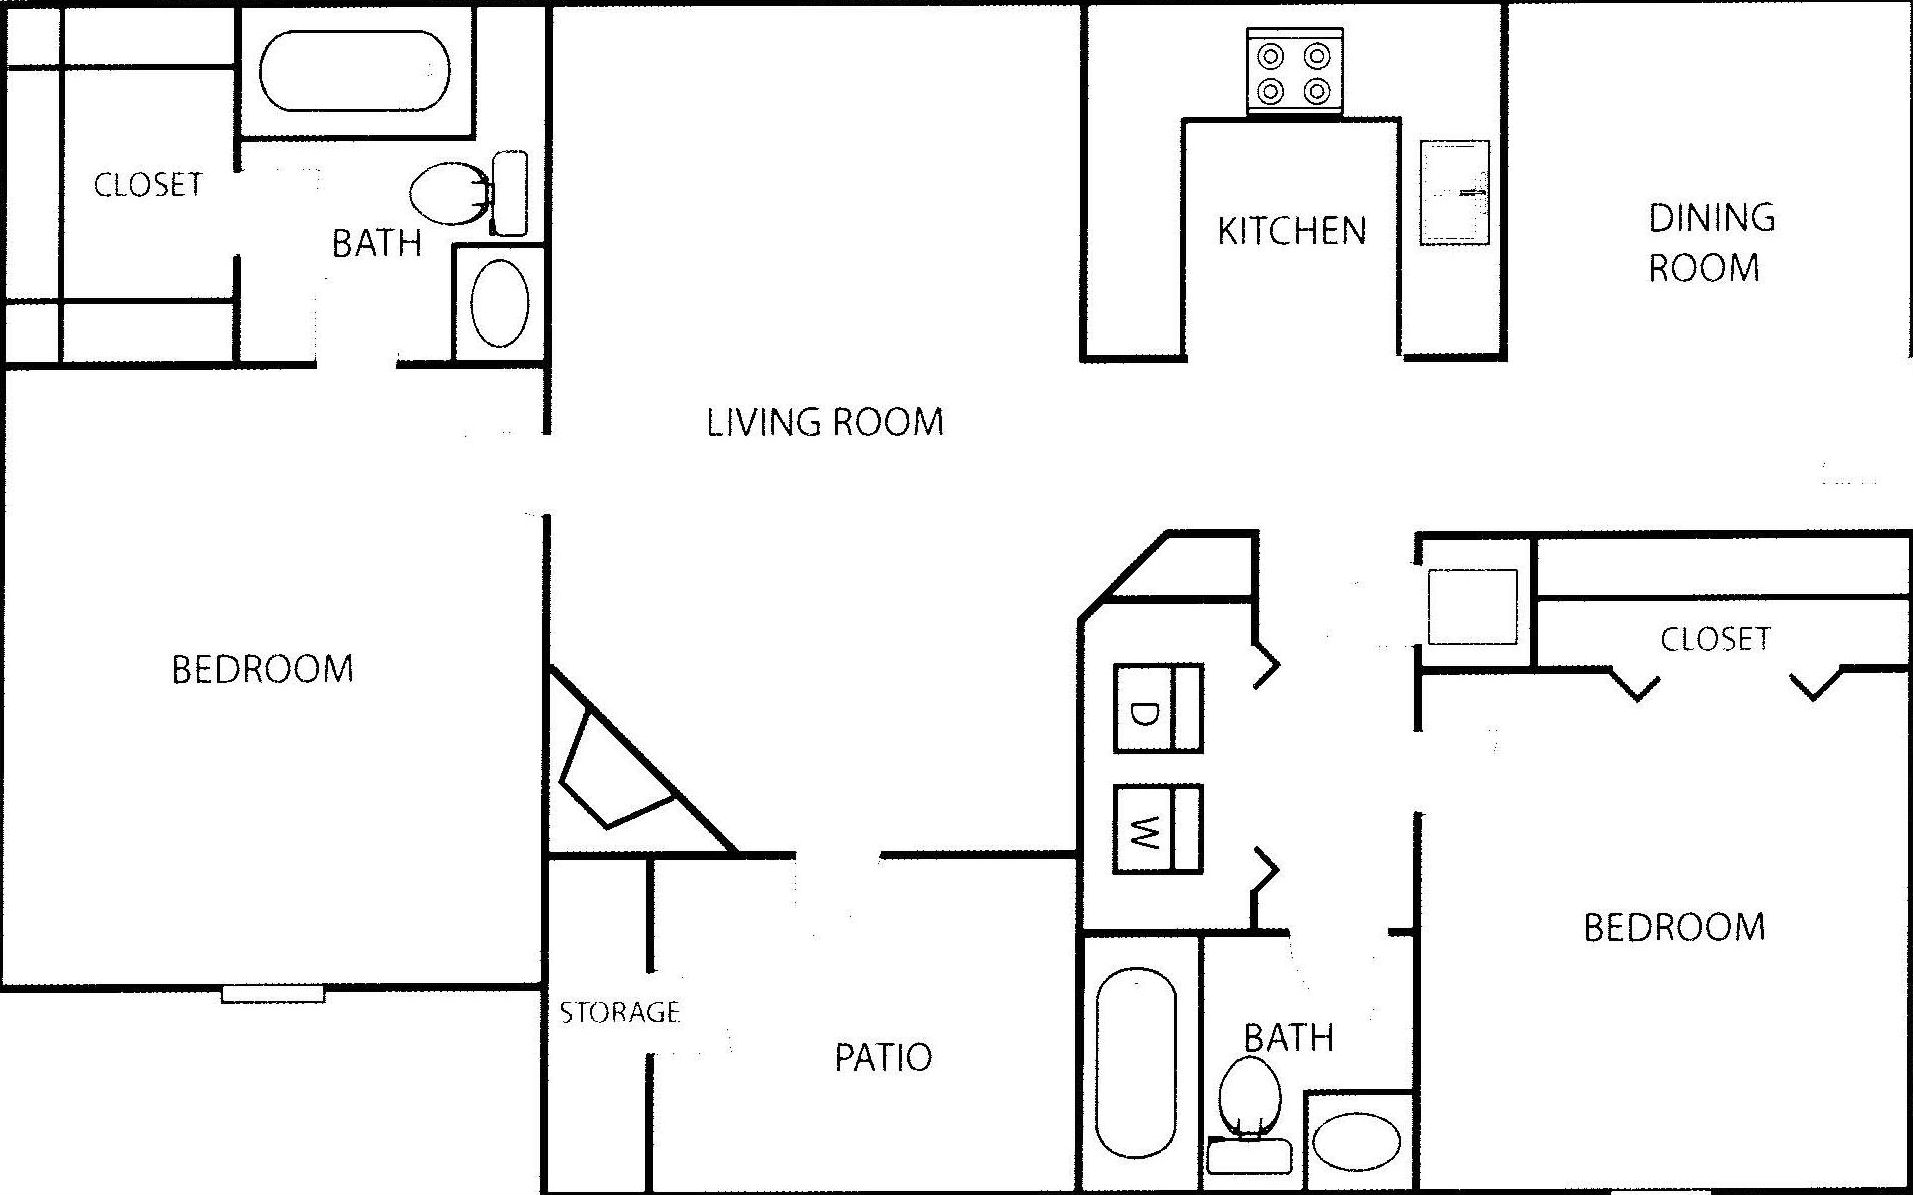 CLOSET
BATH
KITCHEN
DINING
ROOM
LIVING ROOM
BEDROOM
CLOSET
D
W
BEDROOM
STORAGE
PATIO
BATH